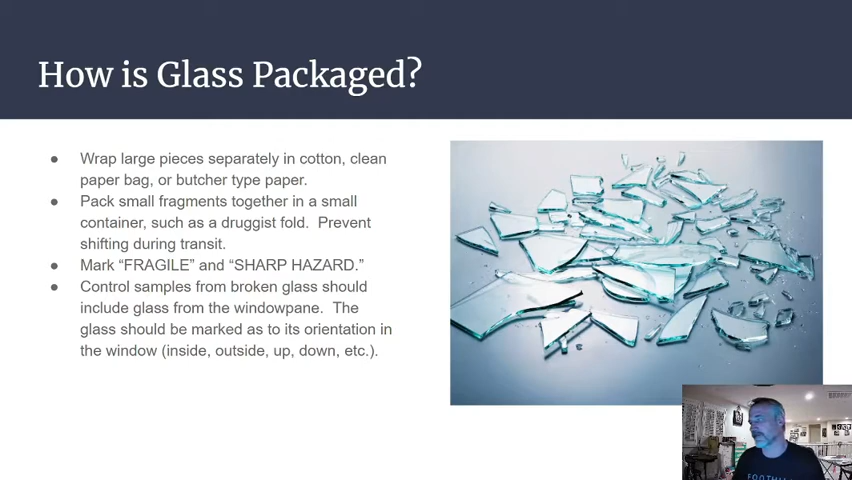 How is Glass Packaged?
● Wrap large pieces separately in cotton, clean
paper bag, or butcher type paper.
● Pack small fragments together in a small
container, such as a druggist fold.  Prevent
shifting during transit.
● Mark “FRAGILE” and “SHARP HAZARD.”
● Control samples from broken glass should
include glass from the windowpane.  The
glass should be marked as to its orientation in
the window (inside, outside, up, down, etc.).